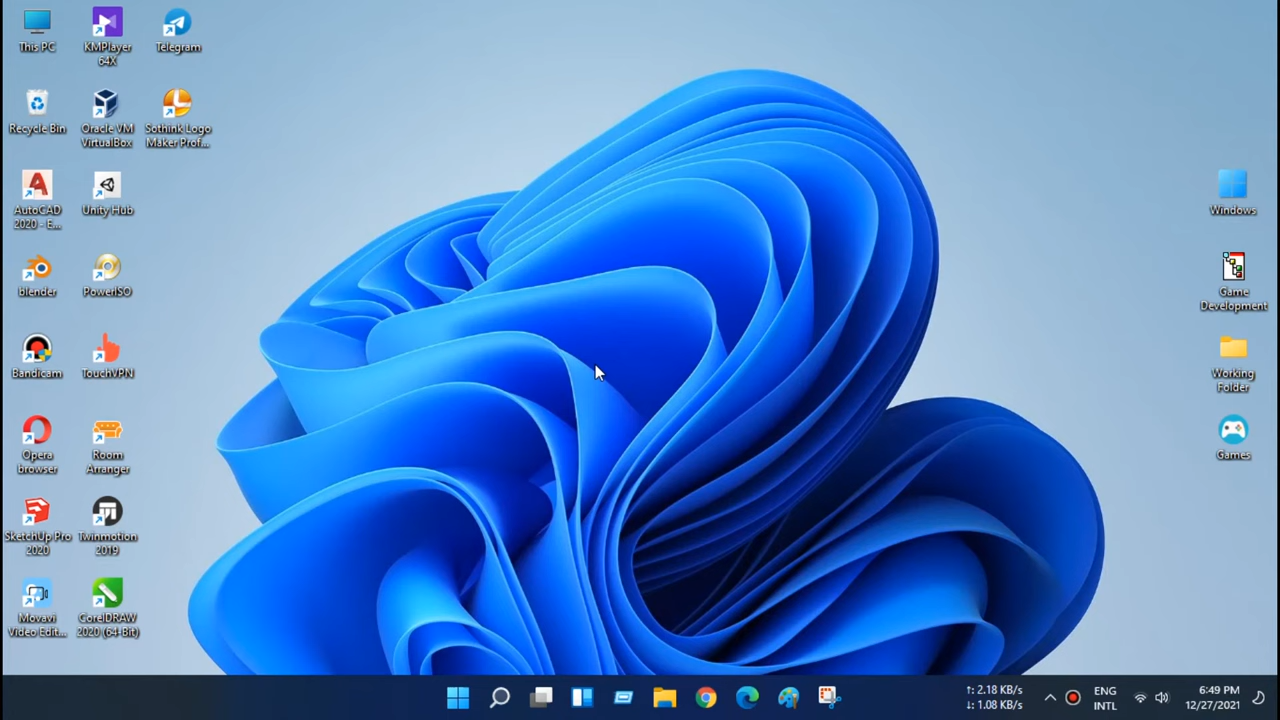 This PC
KMPlayer
64X
Telegram
Recycle Bin
Oracle VM
VirtualBox
Sothink Logo
Maker Prof...
AutoCAD
2020 - E...
Unity Hub
blender
PowerISO
Bandicam
TouchVPN
Opera
browser
Room
Arranger
SketchUp Pro
2020
Twinmotion
2019
Movavi
Video Edit...
CorelDRAW
2020 (64-Bit)
Windows
Game
Development
Working
Folder
Games
↑: 2.18 KB/s
↓: 1.08 KB/s
ENG
INTL
6:49 PM
12/27/2021